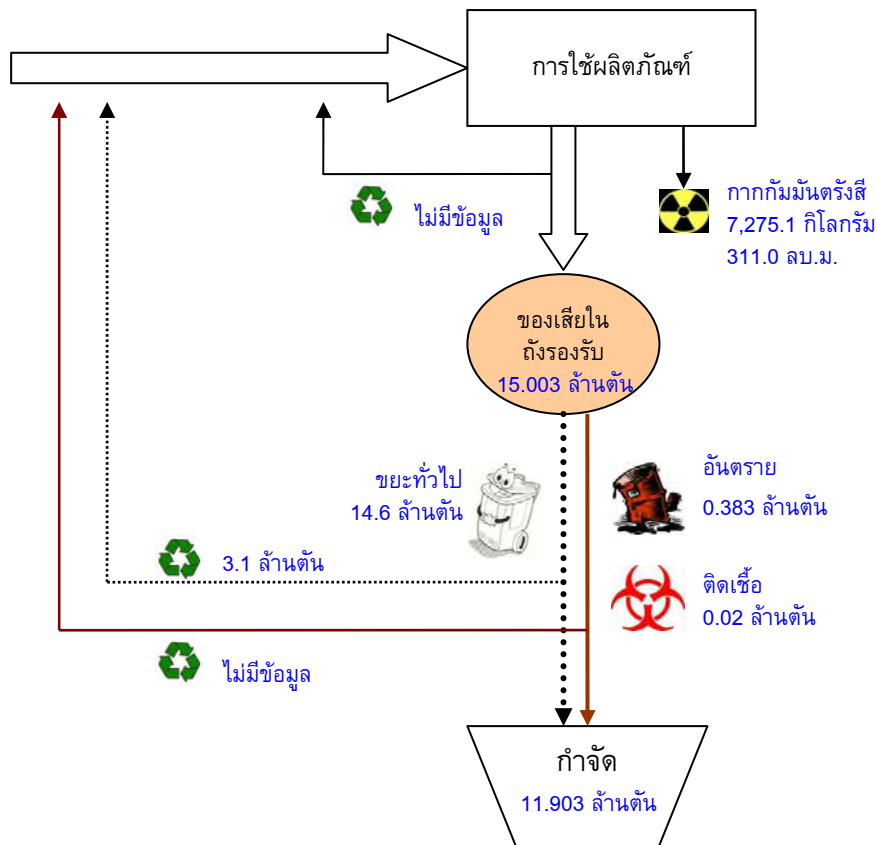 การใช้ผลิตภัณฑ์
ไม่มีข้อมูล
กากกัมมันตรังสี
7,275.1 กิโลกรัม
311.0 ลบ.ม.
ของเสียใน
ถังรองรับ
15.003 ล้านตัน
ขยะทั่วไป
14.6 ล้านตัน
อันตราย
0.383 ล้านตัน
3.1 ล้านตัน
ติดเชื้อ
0.02 ล้านตัน
ไม่มีข้อมูล
กำจัด
11.903 ล้านตัน